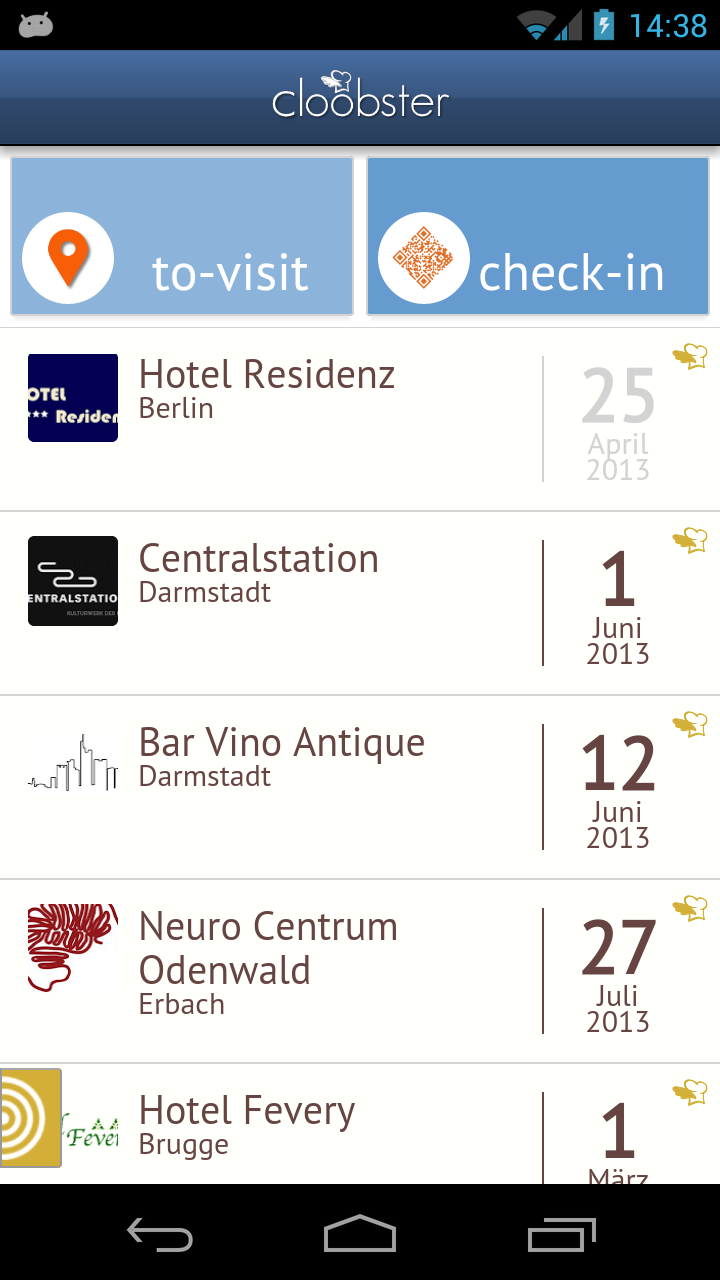 14:38
cloobster
to-visit
check-in
OTEL
*** Residen
Hotel Residenz
Berlin
25
April
2013
ENTRALSTATIO
KULTURWERK DER
Centralstation
Darmstadt
1
Juni
2013
Bar Vino Antique
Darmstadt
12
Juni
2013
Neuro Centrum
Odenwald
Erbach
27
Juli
2013
Fever
Hotel Fevery
Brugge
1
März